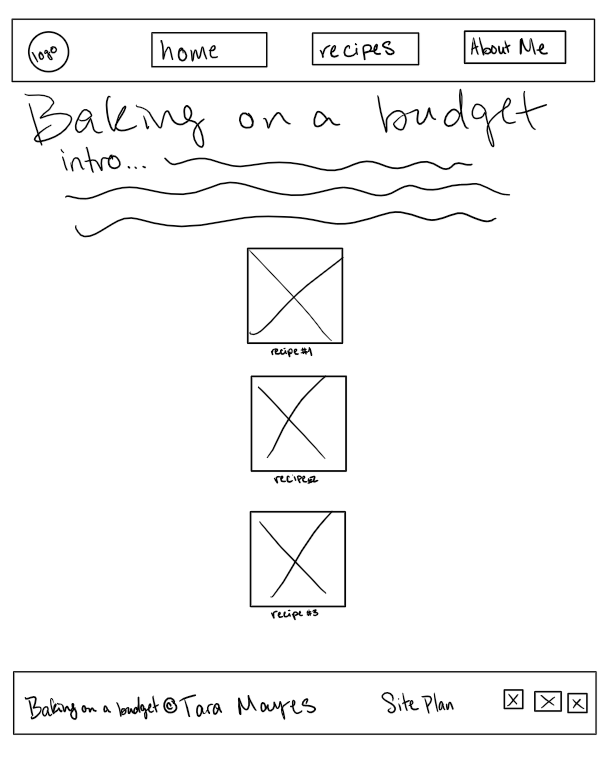 logo home recipes About Me
Baking on a budget
intro...
recipe #1
recipe #2
recipe #3
Baking on a budget © Tara Mayes Site Plan